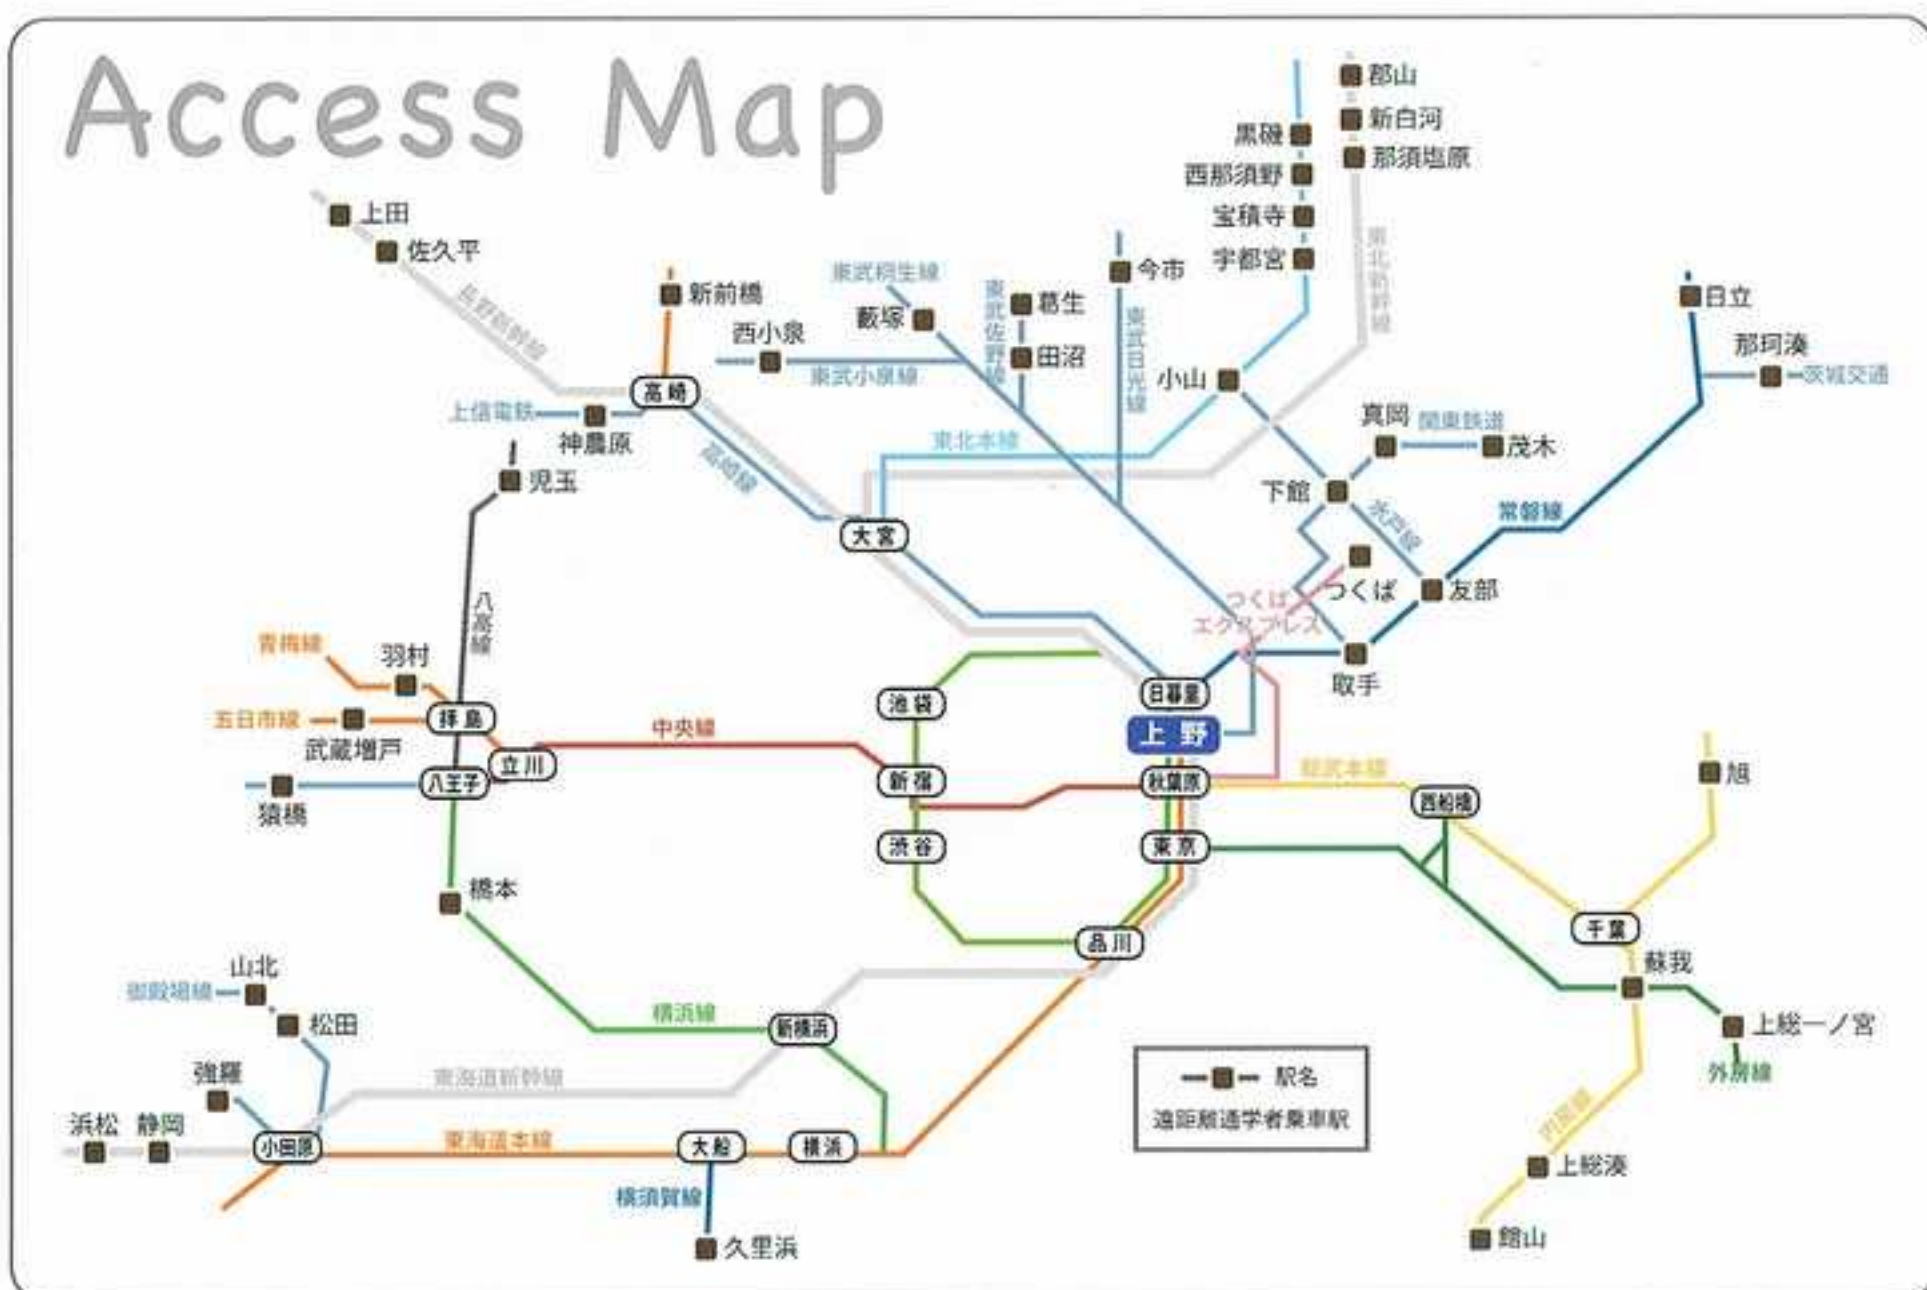 Access Map
郡山
新白河
那須塩原
黒磯
西那須野
宝積寺
宇都宮
東北新幹線
上田
佐久平
長野新幹線
新前橋
東武桐生線
藪塚
西小泉
東武小泉線
東武佐野線
葛生
田沼
今市
東武日光線
小山
日立
那珂湊
茨城交通
高崎
上信電鉄
神農原
高崎線
東北本線
真岡
関東鉄道
茂木
下館
水戸線
常磐線
児玉
大宮
つくば
つくば
エクスプレス
友部
取手
八高線
青梅線
羽村
五日市線
武蔵増戸
拝島
立川
八王子
猿橋
中央線
池袋
新宿
渋谷
日暮里
上野
秋葉原
東京
品川
総武本線
西船橋
旭
千葉
蘇我
上総一ノ宮
外房線
内房線
上総湊
館山
橋本
山北
御殿場線
松田
強羅
浜松
静岡
小田原
横浜線
新横浜
東海道新幹線
東海道本線
大船
横浜
横須賀線
久里浜
駅名
遠距離通学者乗車駅